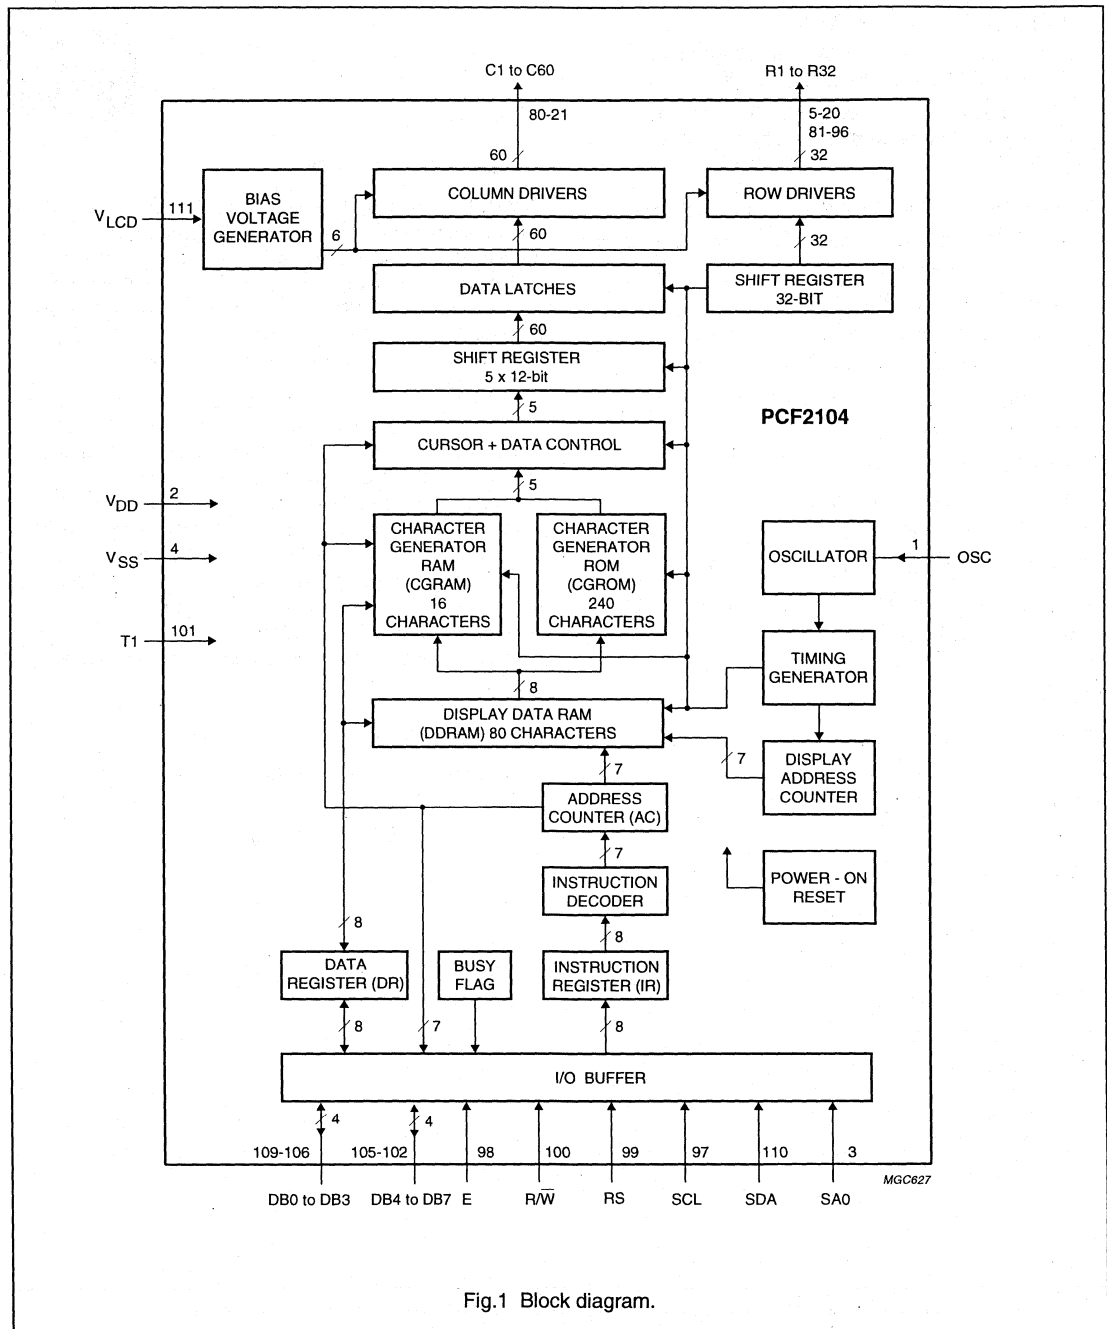 C1 to C60
R1 to R32
80-21
5-20
81-96
60
32
BIAS
VOLTAGE
GENERATOR
COLUMN DRIVERS
ROW DRIVERS
VLCD
111
6
60
32
DATA LATCHES
SHIFT REGISTER
32-BIT
60
SHIFT REGISTER
5 x 12-bit
5
PCF2104
CURSOR + DATA CONTROL
5
VDD
2
VSS
4
T1
101
CHARACTER
GENERATOR
RAM
(CGRAM)
16
CHARACTERS
CHARACTER
GENERATOR
ROM
(CGROM)
240
CHARACTERS
OSCILLATOR
1
OSC
TIMING
GENERATOR
8
DISPLAY DATA RAM
(DDRAM) 80 CHARACTERS
7
DISPLAY
ADDRESS
COUNTER
7
ADDRESS
COUNTER (AC)
7
INSTRUCTION
DECODER
POWER - ON
RESET
8
8
DATA
REGISTER (DR)
BUSY
FLAG
INSTRUCTION
REGISTER (IR)
8
7
8
I/O BUFFER
4
4
109-106
105-102
98
100
99
97
110
3
DB0 to DB3
DB4 to DB7
E
R/W̅
RS
SCL
SDA
SA0
MGC627
Fig.1 Block diagram.